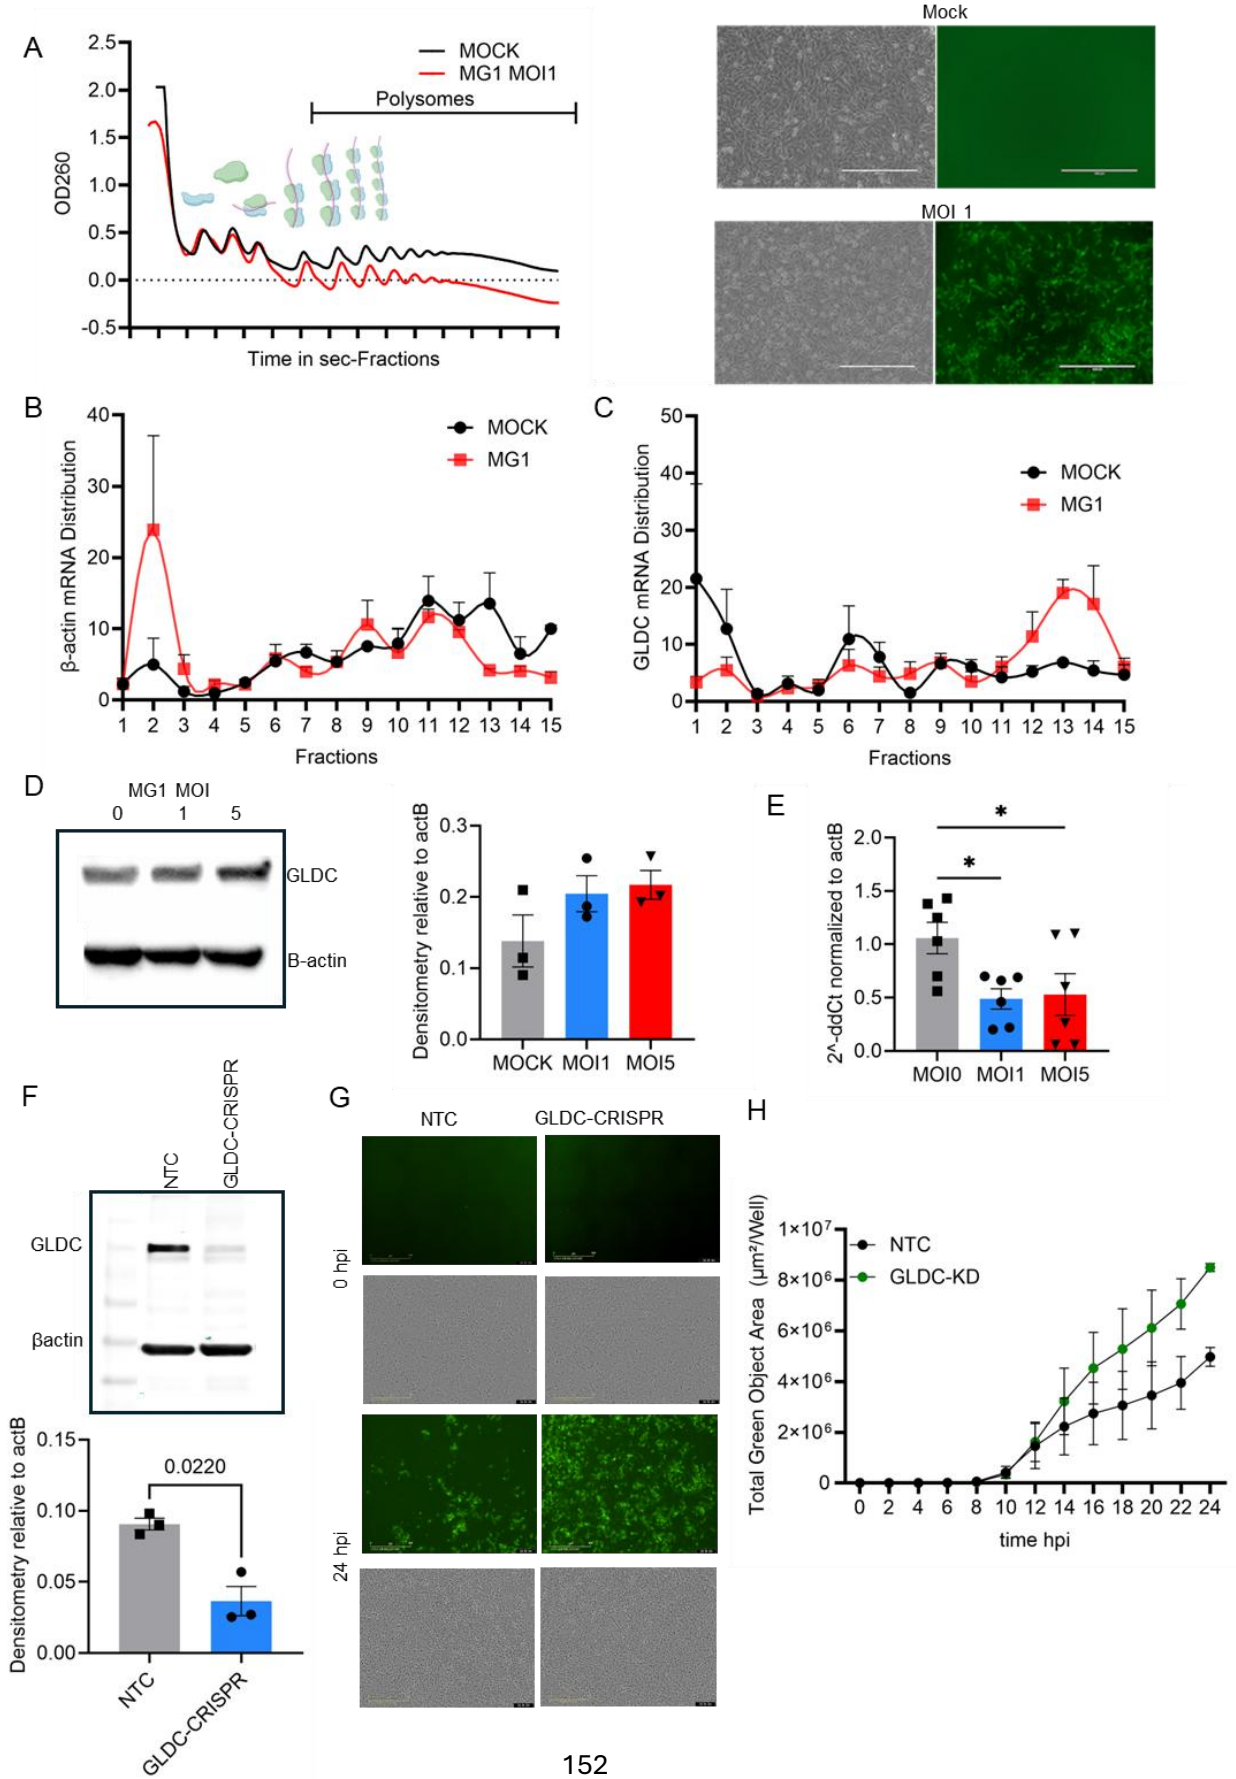 A
2.5
2.0
1.5
1.0
0.5
0.0
-0.5
OD260
MOCK
MG1 MOI1
Polysomes
Time in sec-Fractions
Mock
MOI 1
B
40
30
20
10
0
β-actin mRNA Distribution
MOCK
MG1
1 2 3 4 5 6 7 8 9 10 11 12 13 14 15
Fractions
C
50
40
30
20
10
0
GLDC mRNA Distribution
MOCK
MG1
1 2 3 4 5 6 7 8 9 10 11 12 13 14 15
Fractions
D
MG1 MOI
0 1 5
GLDC
B-actin
0.3
0.2
0.1
0.0
Densitometry relative to actB
MOCK MOI1 MOI5
E
2.0
1.5
1.0
0.5
0.0
2^-ddCt normalized to actB
*
*
MOI0 MOI1 MOI5
F
NTC
GLDC-CRISPR
GLDC
βactin
0.15
0.10
0.05
0.00
Densitometry relative to actB
0.0220
NTC
GLDC-CRISPR
G
NTC GLDC-CRISPR
0 hpi
24 hpi
H
1×10⁷
8×10⁶
6×10⁶
4×10⁶
2×10⁶
0
Total Green Object Area (µm²/Well)
NTC
GLDC-KD
0 2 4 6 8 10 12 14 16 18 20 22 24
time hpi
152